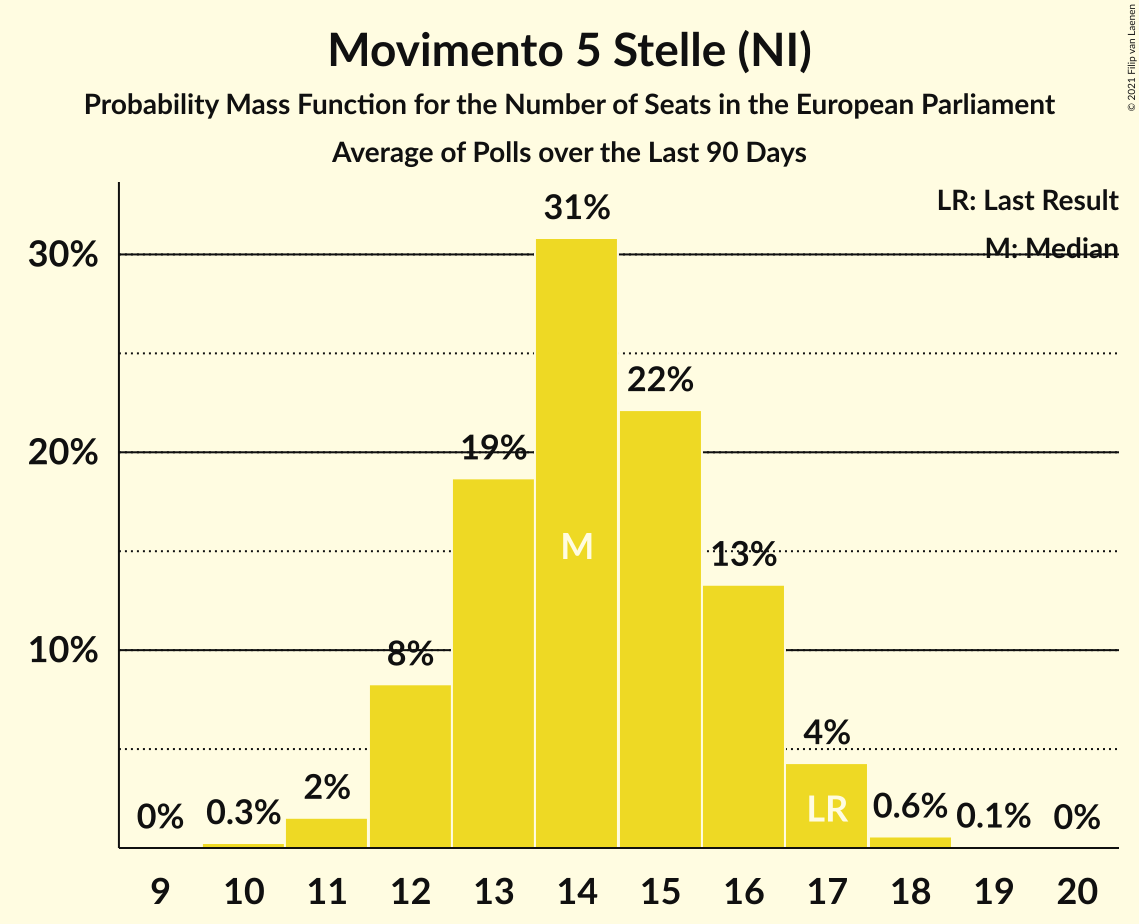 Movimento 5 Stelle (NI)
Probability Mass Function for the Number of Seats in the European Parliament
Average of Polls over the Last 90 Days
© 2021 Filip van Laenen
LR: Last Result
M: Median
30%
20%
10%
0%
0.3%
2%
8%
19%
31%
22%
13%
4%
0.6%
0.1%
0%
M
LR
9 10 11 12 13 14 15 16 17 18 19 20